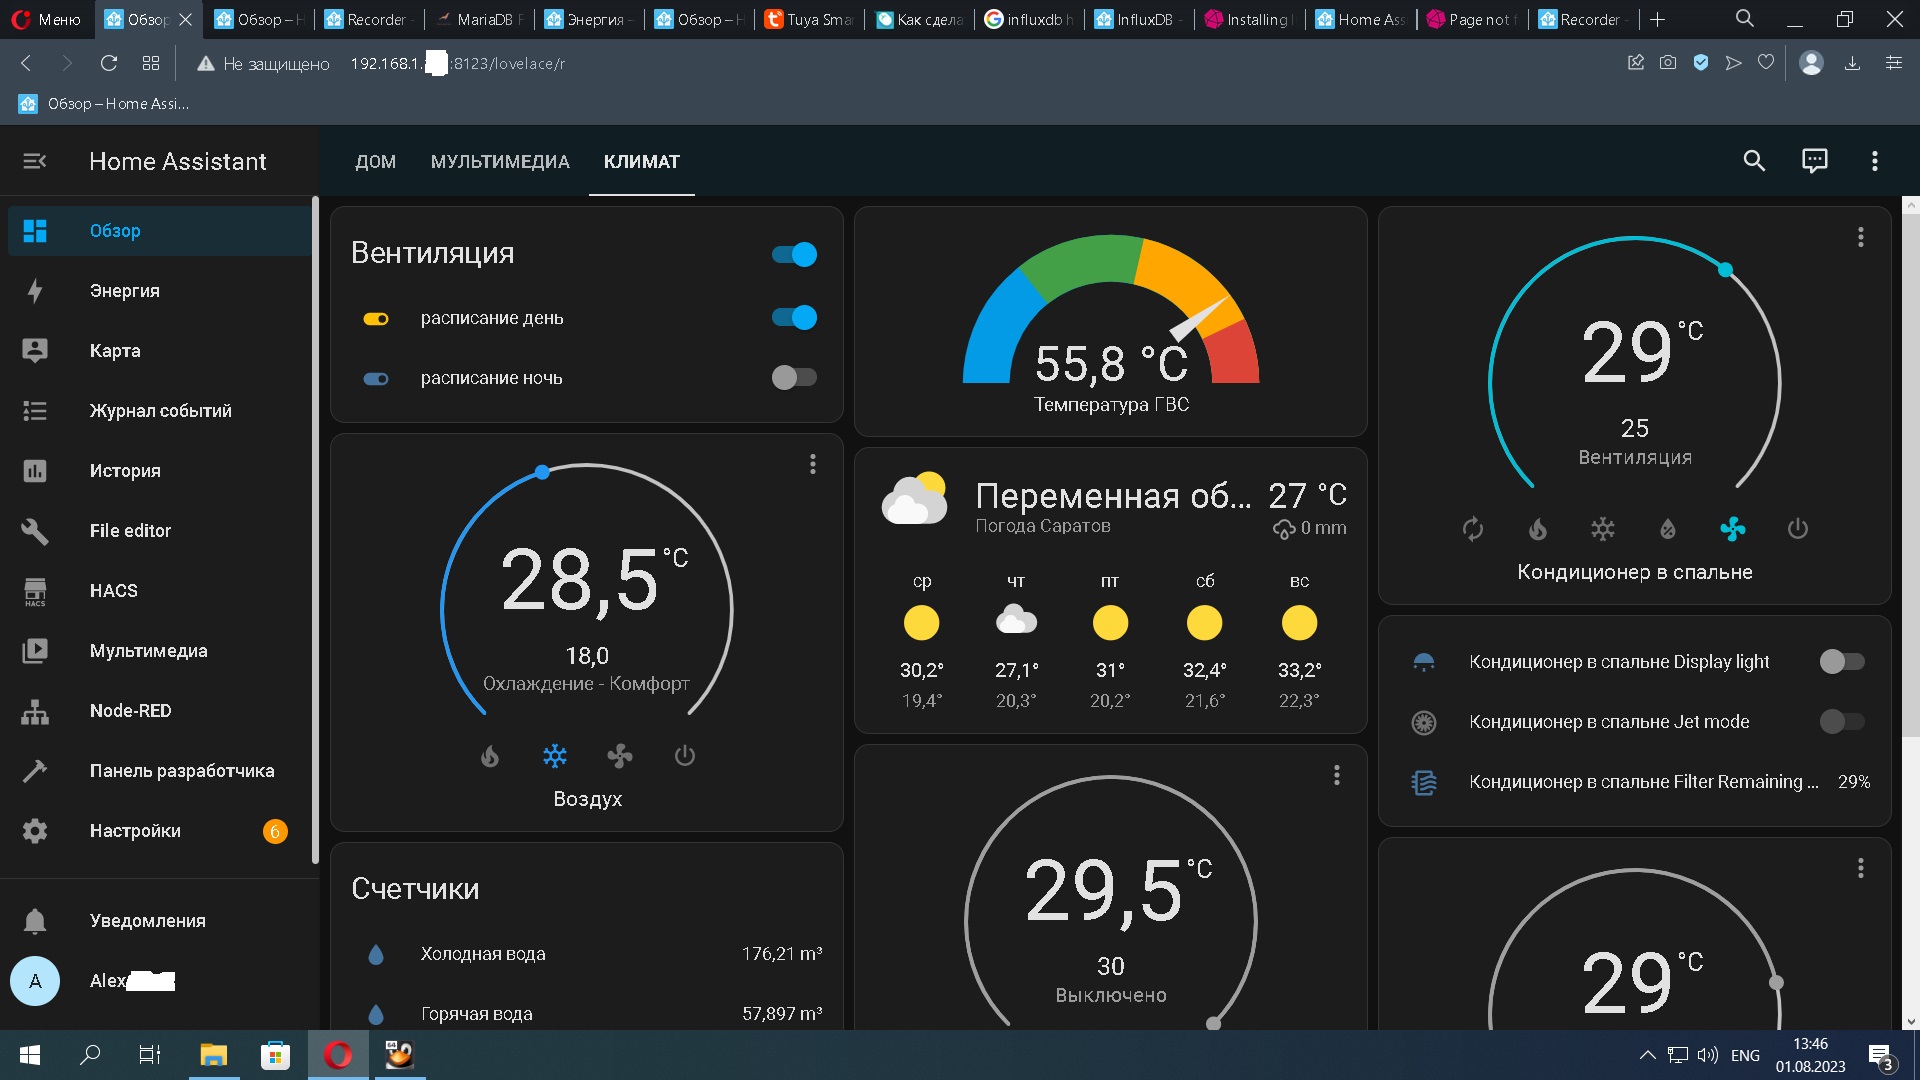 Меню
Обзор
Обзор – H
Recorder -
MariaDB F
Энергия –
Обзор – H
Tuya Smar
Как сдела
influxdb h
InfluxDB -
Installing I
Home Ass
Page not f
Recorder -
Не защищено
192.168.1.
:8123/lovelace/r
Обзор – Home Assi...
Home Assistant
ДОМ
МУЛЬТИМЕДИА
КЛИМАТ
Обзор
Энергия
Карта
Журнал событий
История
File editor
HACS
HACS
Мультимедиа
Node-RED
Панель разработчика
Настройки
6
Уведомления
A
Alex
Вентиляция
расписание день
расписание ночь
28,5 °C
18,0
Охлаждение - Комфорт
Воздух
Счетчики
Холодная вода
176,21 m³
Горячая вода
57,897 m³
55,8 °C
Температура ГВС
Переменная об...
27 °C
Погода Саратов
0 mm
ср
чт
пт
сб
вс
30,2°
27,1°
31°
32,4°
33,2°
19,4°
20,3°
20,2°
21,6°
22,3°
29,5 °C
30
Выключено
29 °C
25
Вентиляция
Кондиционер в спальне
Кондиционер в спальне Display light
Кондиционер в спальне Jet mode
Кондиционер в спальне Filter Remaining ...
29%
29 °C
64
ENG
13:46
01.08.2023
3